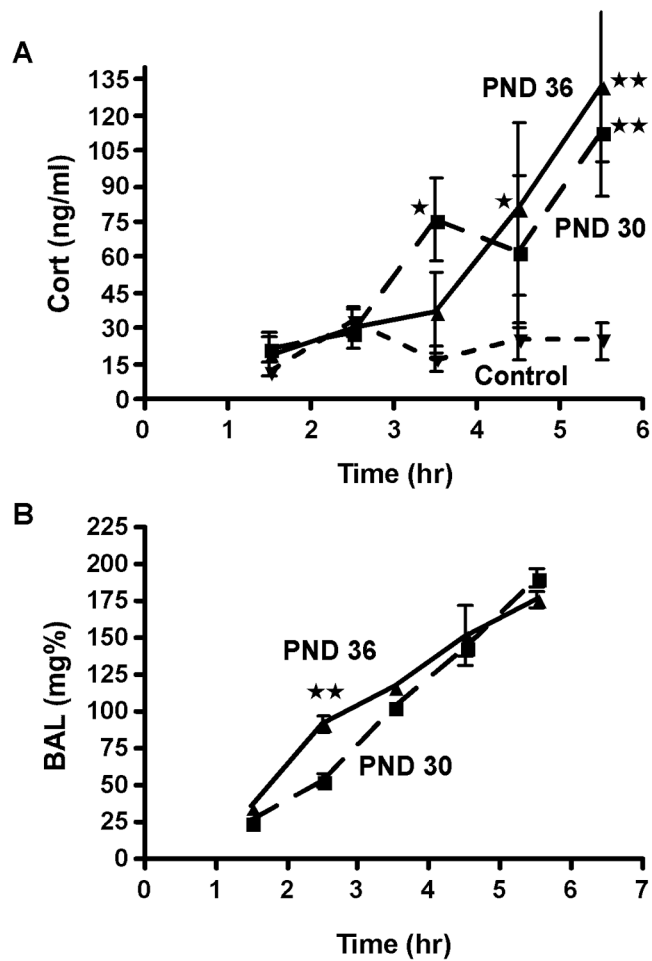 A
135
120
105
90
75
60
45
30
15
0
Cort (ng/ml)
PND 36
★★
★★
★
★
PND 30
Control
0 1 2 3 4 5 6
Time (hr)
B
225
200
175
150
125
100
75
50
25
0
BAL (mg%)
PND 36
★★
PND 30
0 1 2 3 4 5 6 7
Time (hr)